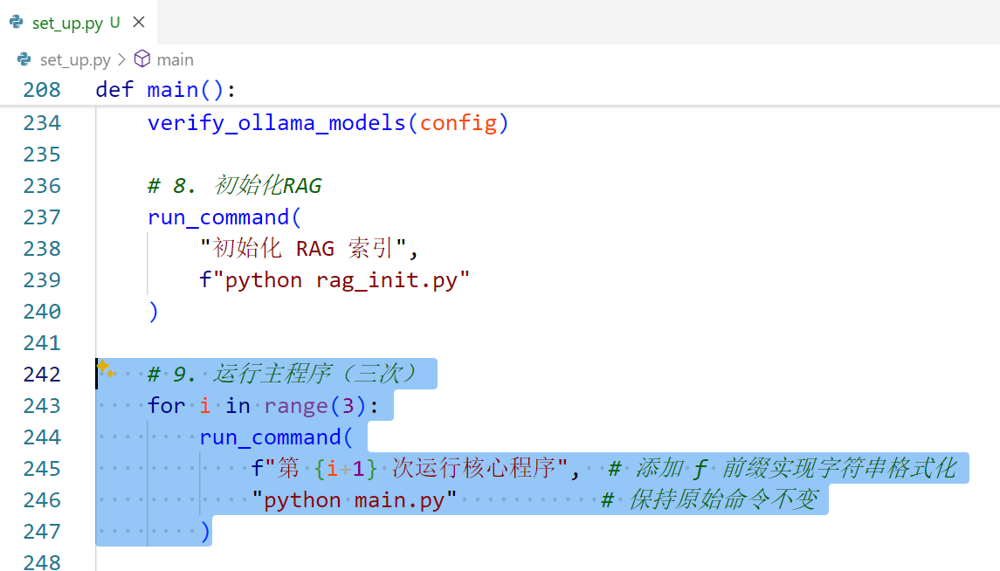 set_up.py U ×
set_up.py > main
208 def main():
234     verify_ollama_models(config)
235
236     # 8. 初始化RAG
237     run_command(
238         "初始化 RAG 索引",
239         f"python rag_init.py"
240     )
241
242     # 9. 运行主程序（三次）
243     for i in range(3):
244         run_command(
245             f"第 {i+1} 次运行核心程序",  # 添加 f 前缀实现字符串格式化
246             "python main.py"           # 保持原始命令不变
247         )
248